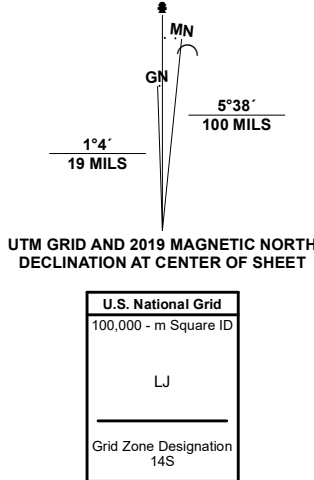 MN
GN
5°38´
100 MILS
1°4´
19 MILS
UTM GRID AND 2019 MAGNETIC NORTH
DECLINATION AT CENTER OF SHEET
U.S. National Grid
100,000 - m Square ID
LJ
Grid Zone Designation
14S